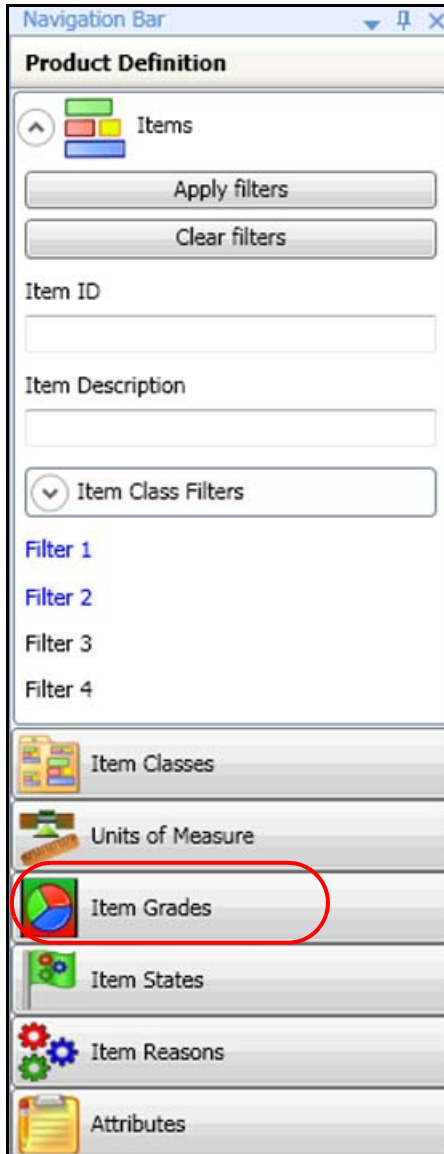 Navigation Bar
Product Definition
Items
Apply filters
Clear filters
Item ID
Item Description
Item Class Filters
Filter 1
Filter 2
Filter 3
Filter 4
Item Classes
Units of Measure
Item Grades
Item States
Item Reasons
Attributes